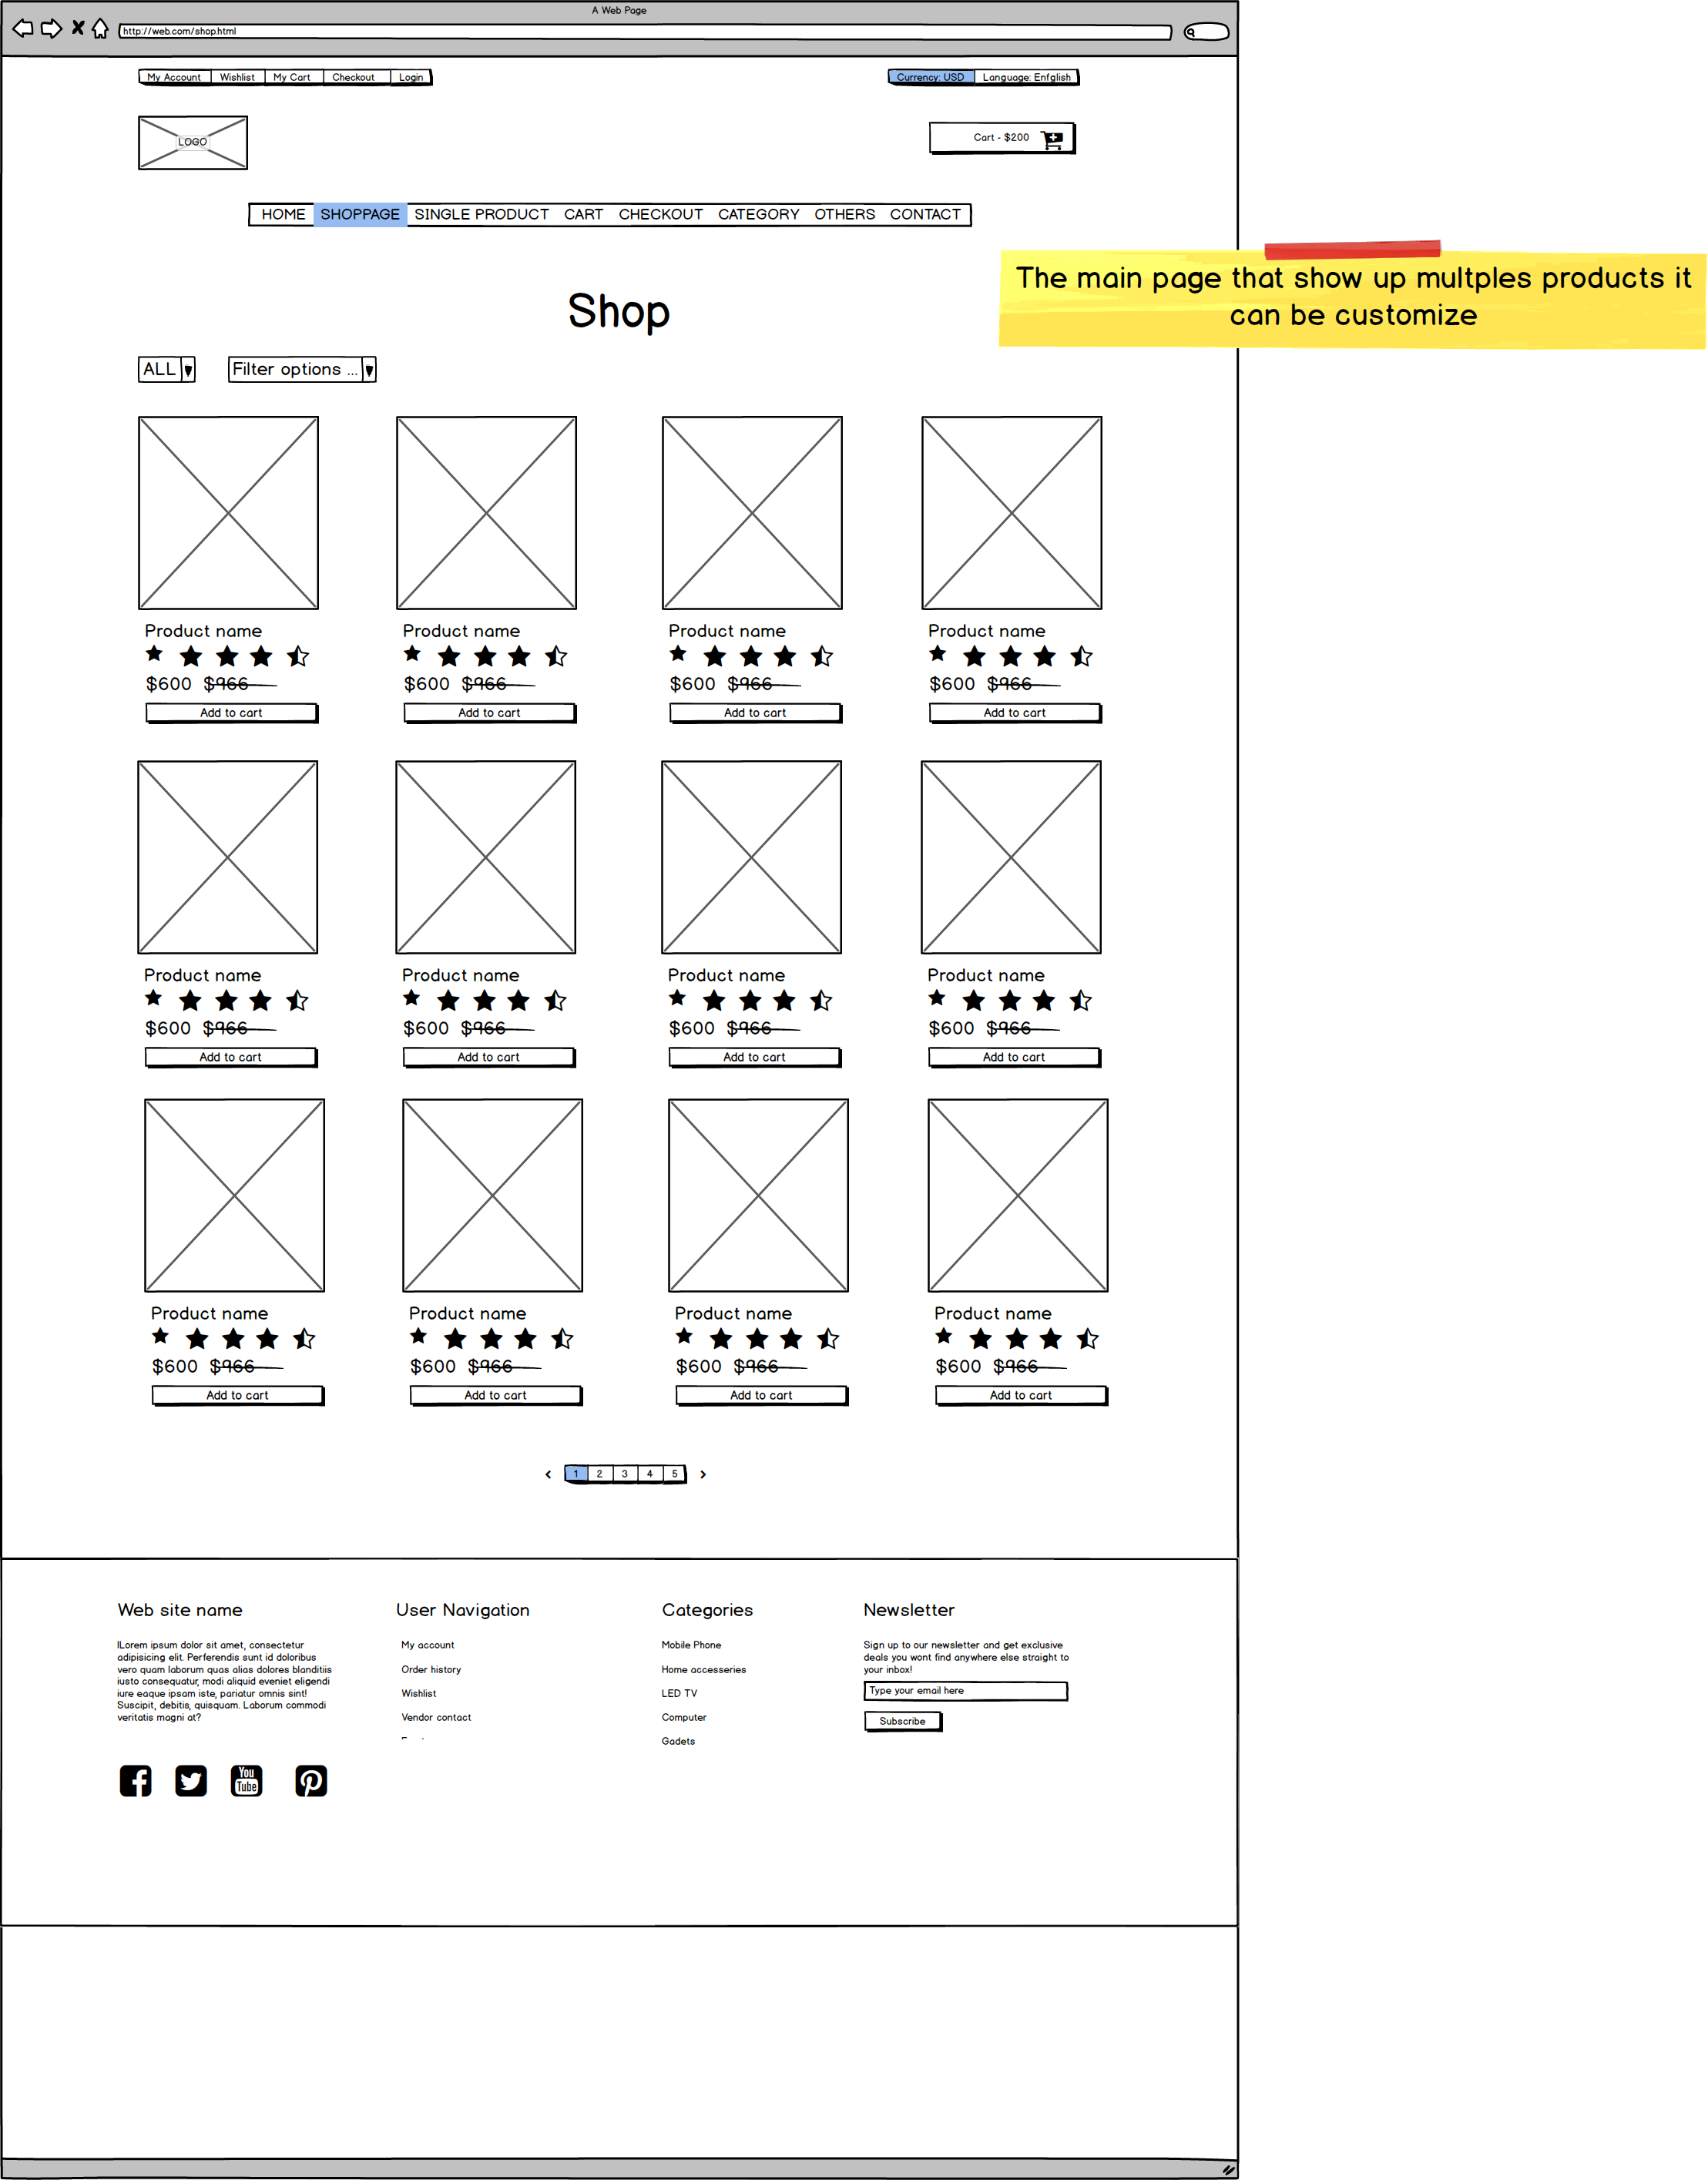 A Web Page
http://web.com/shop.html
My Account Wishlist My Cart Checkout Login
Currency: USD Language: Enfglish
LOGO
Cart - $200
HOME SHOPPAGE SINGLE PRODUCT CART CHECKOUT CATEGORY OTHERS CONTACT
The main page that show up multples products it
can be customize
Shop
ALL
Filter options ...
Product name Product name Product name Product name
$600 $966 $600 $966 $600 $966 $600 $966
Add to cart Add to cart Add to cart Add to cart
Product name Product name Product name Product name
$600 $966 $600 $966 $600 $966 $600 $966
Add to cart Add to cart Add to cart Add to cart
Product name Product name Product name Product name
$600 $966 $600 $966 $600 $966 $600 $966
Add to cart Add to cart Add to cart Add to cart
1 2 3 4 5
Web site name
lLorem ipsum dolor sit amet, consectetur
adipisicing elit. Perferendis sunt id doloribus
vero quam laborum quas alias dolores blanditiis
iusto consequatur, modi aliquid eveniet eligendi
iure eaque ipsam iste, pariatur omnis sint!
Suscipit, debitis, quisquam. Laborum commodi
veritatis magni at?
You
Tube
User Navigation
My account
Order history
Wishlist
Vendor contact
Categories
Mobile Phone
Home accesseries
LED TV
Computer
Gadets
Newsletter
Sign up to our newsletter and get exclusive
deals you wont find anywhere else straight to
your inbox!
Type your email here
Subscribe